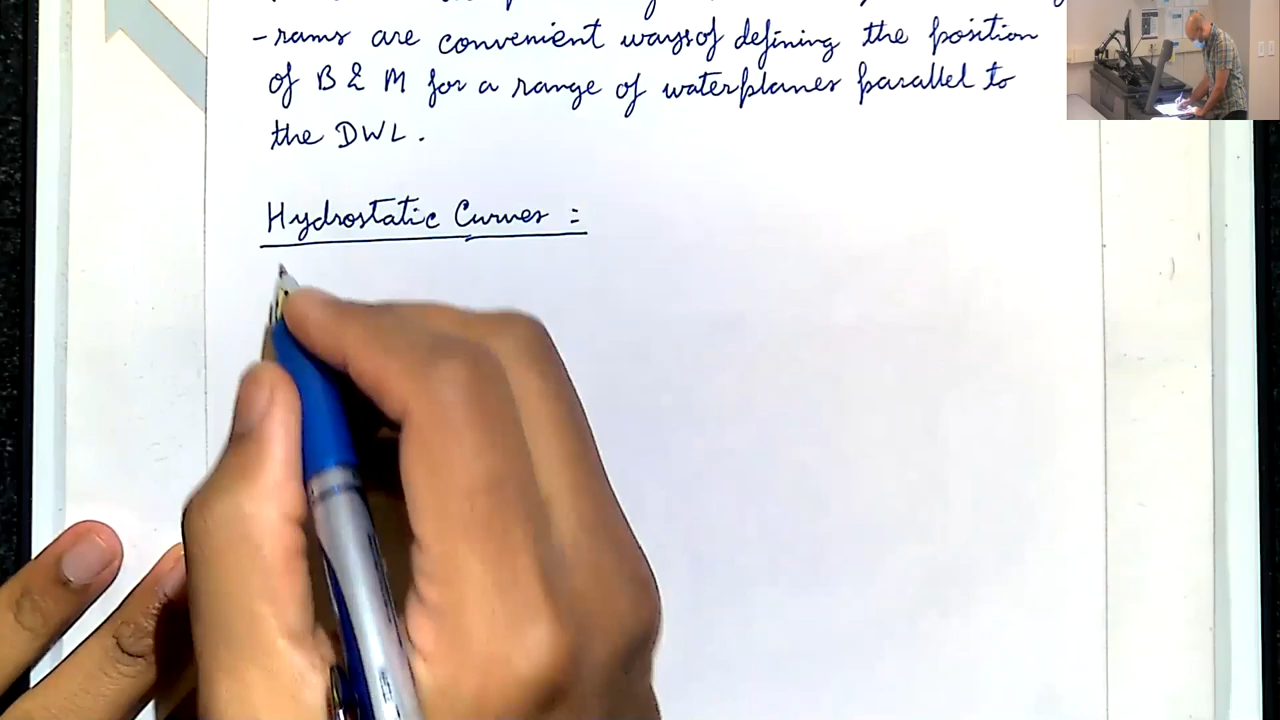 -rams are convenient ways of defining the position
of B & M for a range of waterplanes parallel to
the DWL.
Hydrostatic Curves :